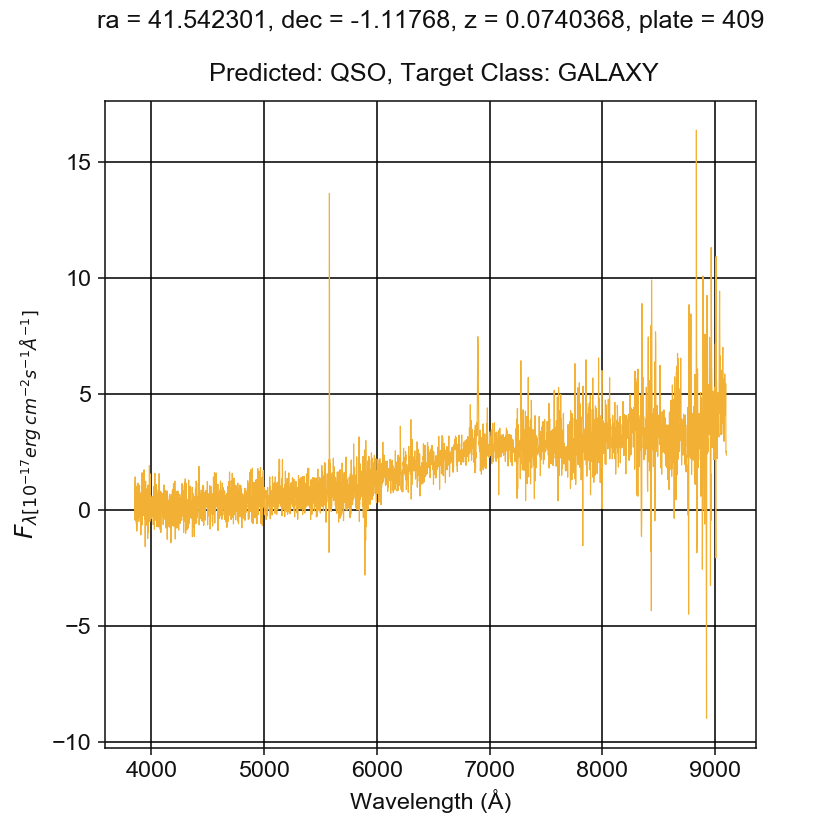 ra = 41.542301, dec = -1.11768, z = 0.0740368, plate = 409
Predicted: QSO, Target Class: GALAXY
15
10
5
0
−5
−10
F_λ[10⁻¹⁷ erg cm⁻² s⁻¹ Å⁻¹]
4000 5000 6000 7000 8000 9000
Wavelength (Å)